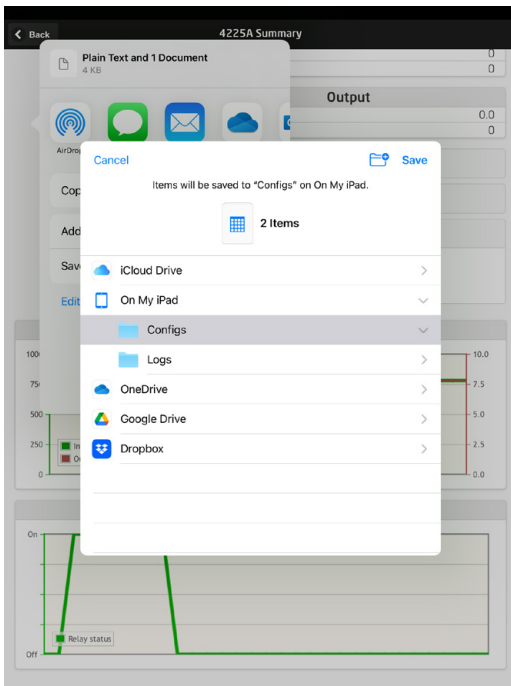 Back
4225A Summary
Plain Text and 1 Document
4 KB
0
0
Output
0.0
0
AirDrop
Cancel
Save
Items will be saved to “Configs” on On My iPad.
2 Items
Cop
Add
Sav
Edit
iCloud Drive
On My iPad
Configs
Logs
OneDrive
Google Drive
Dropbox
100
75
500
250
0
In
O
10.0
7.5
5.0
2.5
0.0
On
Off
Relay status